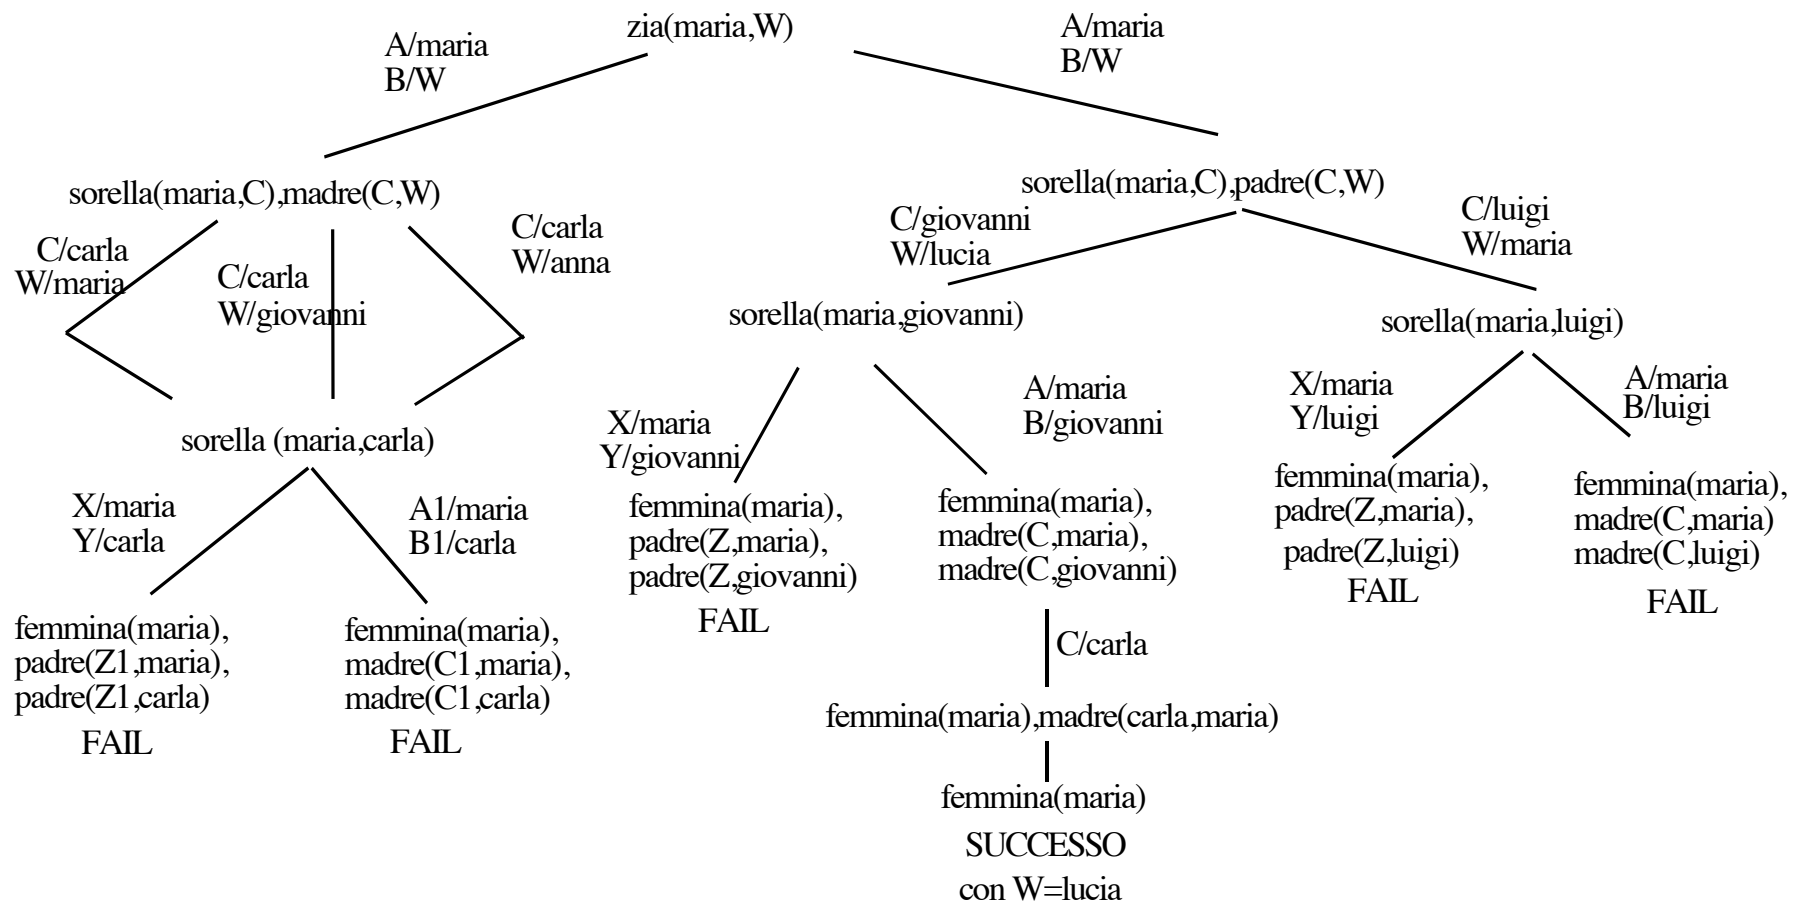 zia(maria,W)
A/maria
B/W
A/maria
B/W
sorella(maria,C),madre(C,W)
sorella(maria,C),padre(C,W)
C/carla
W/maria
C/carla
W/giovanni
C/carla
W/anna
C/giovanni
W/lucia
C/luigi
W/maria
sorella (maria,carla)
sorella(maria,giovanni)
sorella(maria,luigi)
X/maria
Y/carla
A1/maria
B1/carla
X/maria
Y/giovanni
A/maria
B/giovanni
X/maria
Y/luigi
A/maria
B/luigi
femmina(maria),
padre(Z1,maria),
padre(Z1,carla)
FAIL
femmina(maria),
madre(C1,maria),
madre(C1,carla)
FAIL
femmina(maria),
padre(Z,maria),
padre(Z,giovanni)
FAIL
femmina(maria),
madre(C,maria),
madre(C,giovanni)
C/carla
femmina(maria),madre(carla,maria)
femmina(maria)
SUCCESSO
con W=lucia
femmina(maria),
padre(Z,maria),
padre(Z,luigi)
FAIL
femmina(maria),
madre(C,maria)
madre(C,luigi)
FAIL